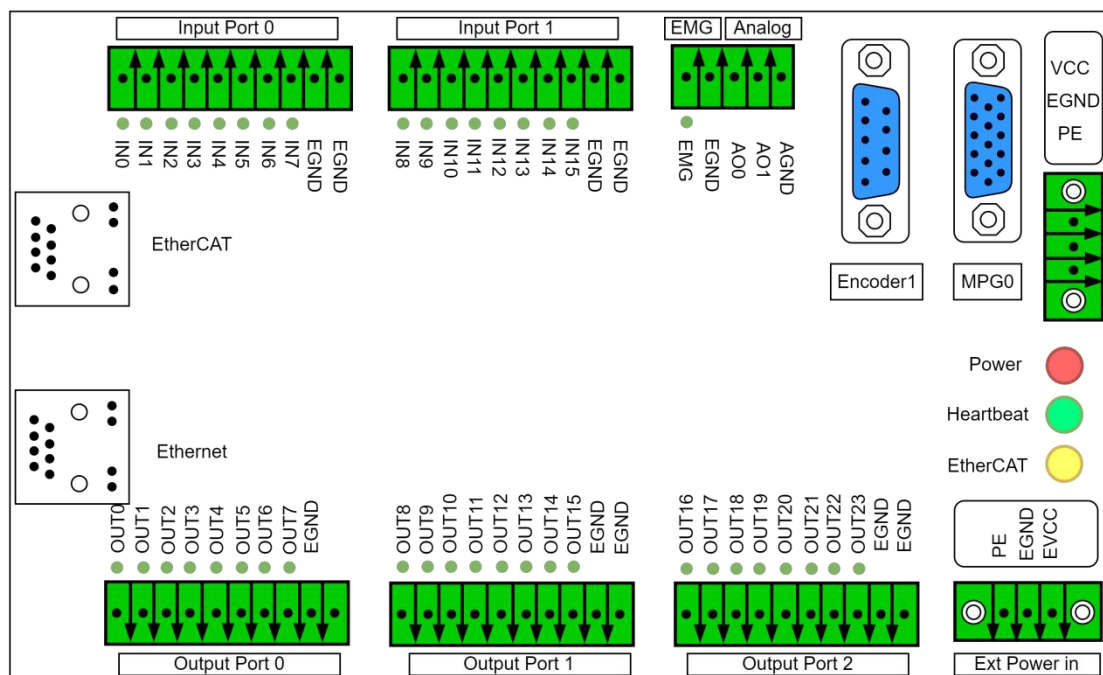 Input Port 0
Input Port 1
EMG
Analog
IN0
IN1
IN2
IN3
IN4
IN5
IN6
IN7
EGND
EGND
IN8
IN9
IN10
IN11
IN12
IN13
IN14
IN15
EGND
EGND
EMG
EGND
AO0
AO1
AGND
VCC
EGND
PE
EtherCAT
Encoder1
MPG0
Power
Heartbeat
EtherCAT
Ethernet
OUT0
OUT1
OUT2
OUT3
OUT4
OUT5
OUT6
OUT7
EGND
OUT8
OUT9
OUT10
OUT11
OUT12
OUT13
OUT14
OUT15
EGND
EGND
OUT16
OUT17
OUT18
OUT19
OUT20
OUT21
OUT22
OUT23
EGND
EGND
PE
EGND
EVCC
Output Port 0
Output Port 1
Output Port 2
Ext Power in